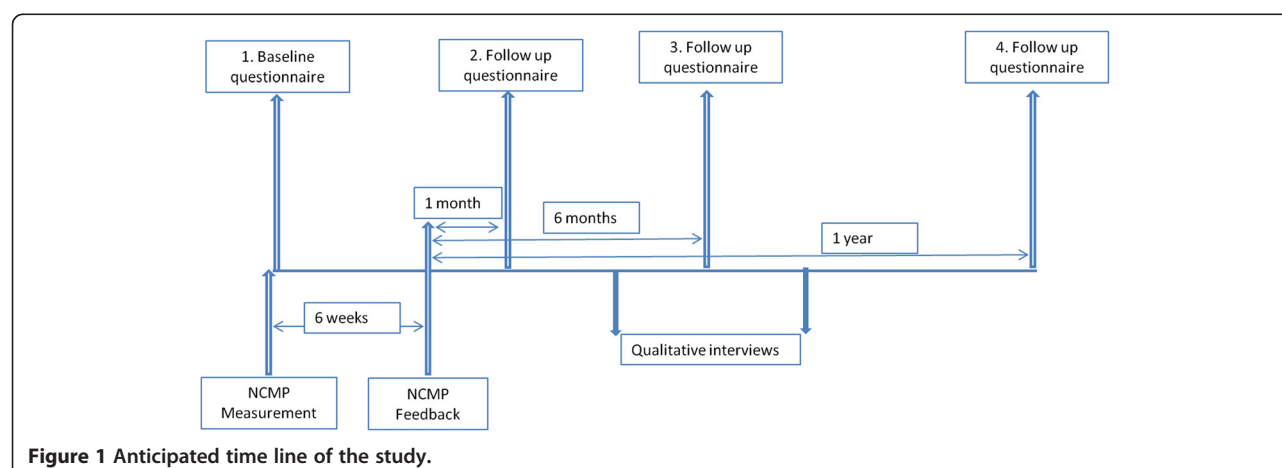 1. Baseline
questionnaire
2. Follow up
questionnaire
3. Follow up
questionnaire
4. Follow up
questionnaire
1 month
6 months
1 year
6 weeks
Qualitative interviews
NCMP
Measurement
NCMP
Feedback
Figure 1 Anticipated time line of the study.